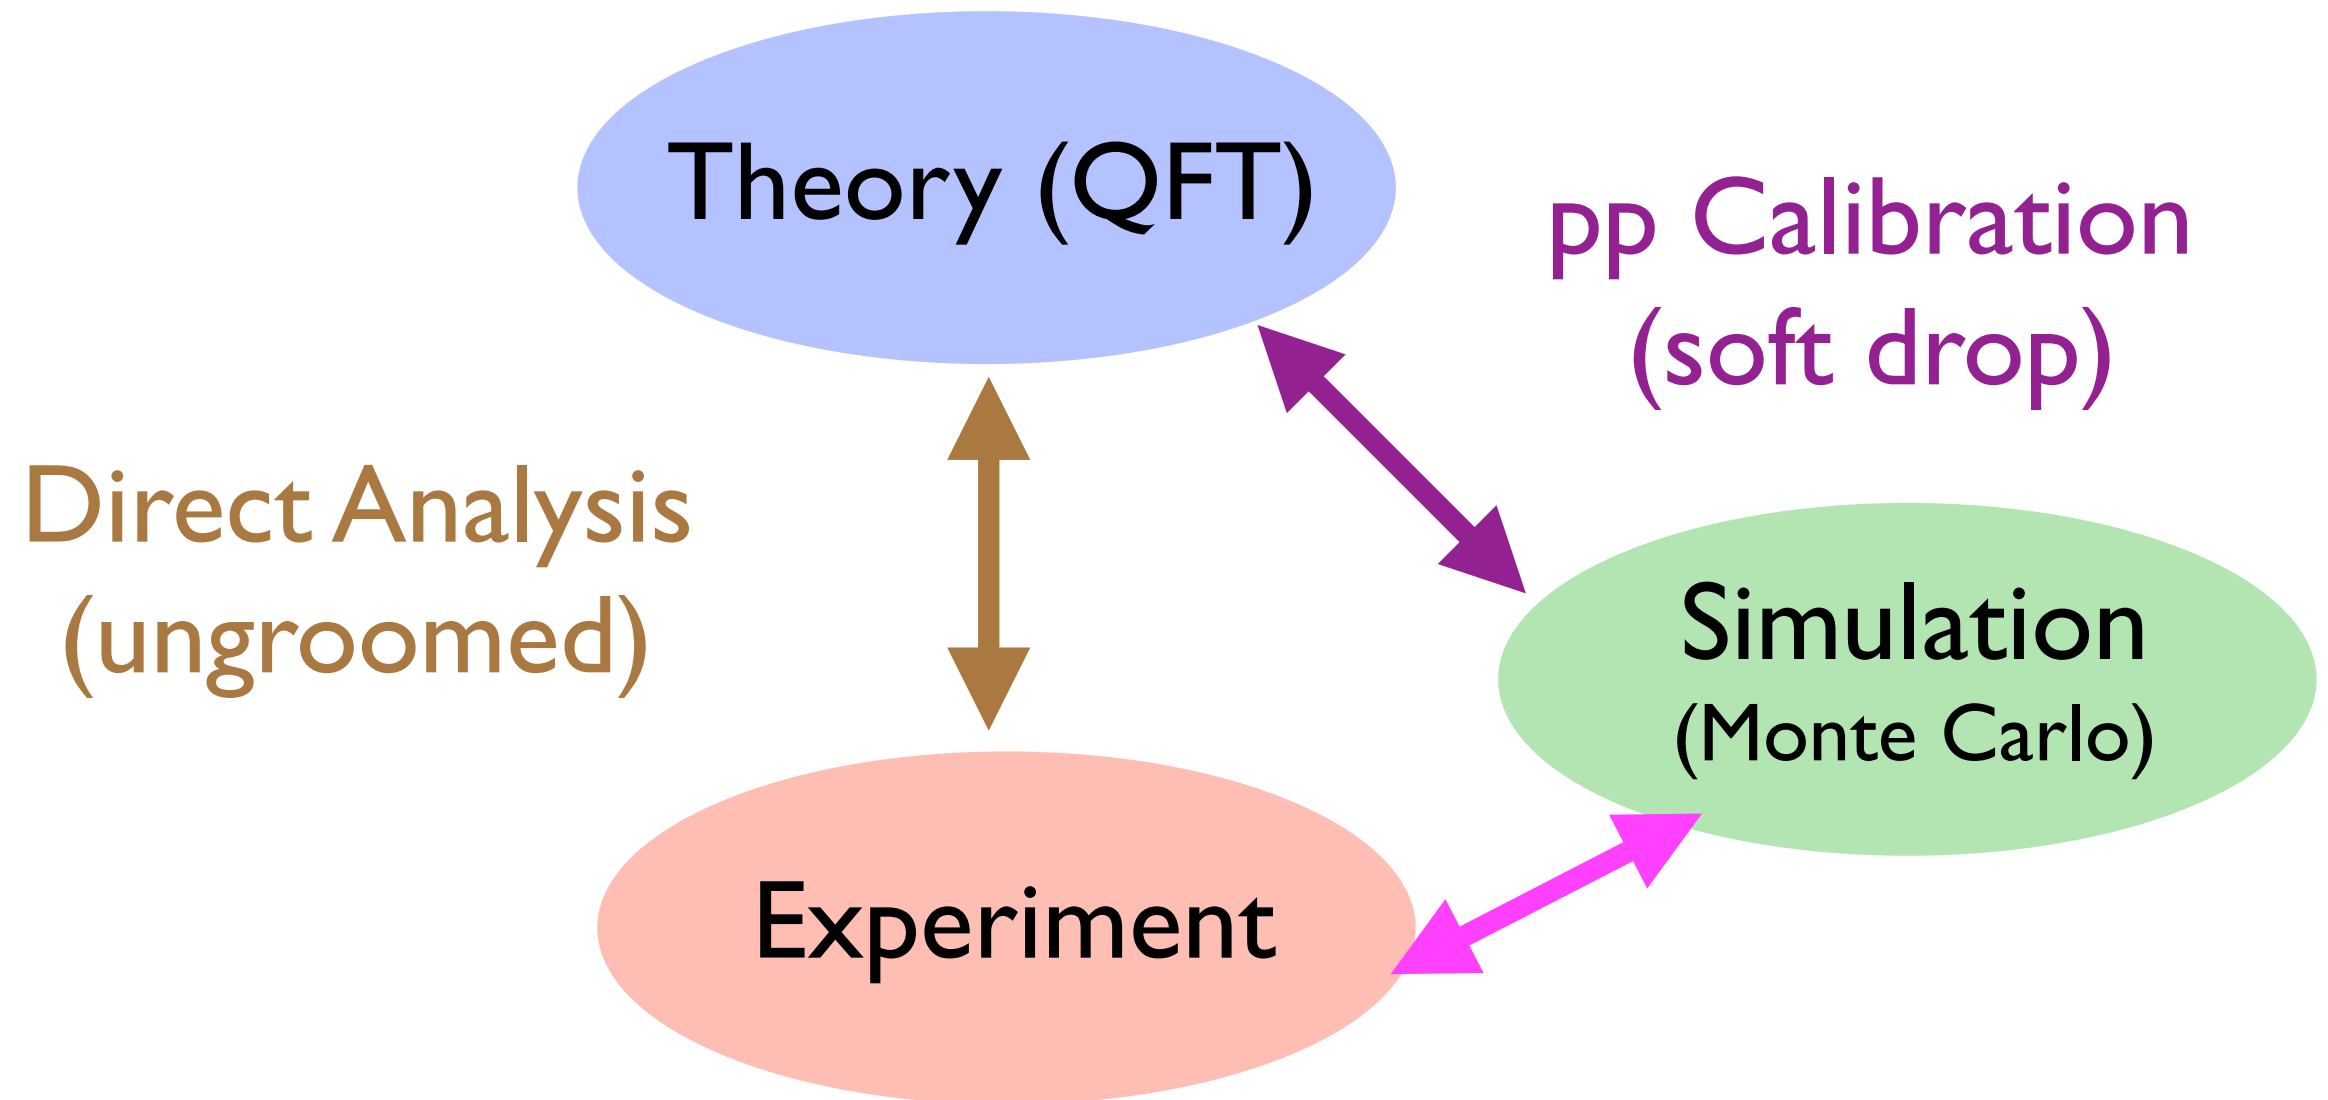 Theory (QFT)
pp Calibration
(soft drop)
Direct Analysis
(ungroomed)
Simulation
(Monte Carlo)
Experiment